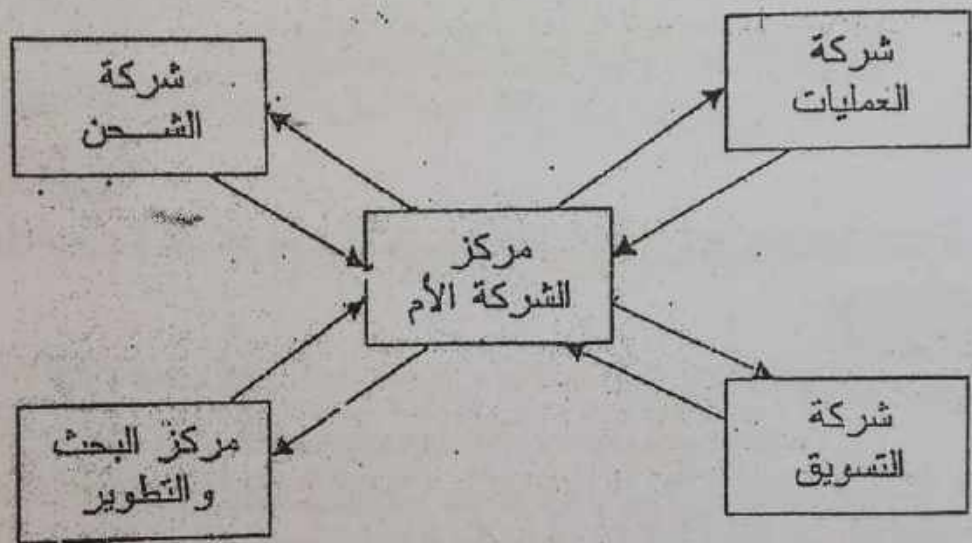 شركة
العمليات
شركة
الشحن
مركز
الشركة الأم
شركة
التسويق
مركز البحث
والتطوير